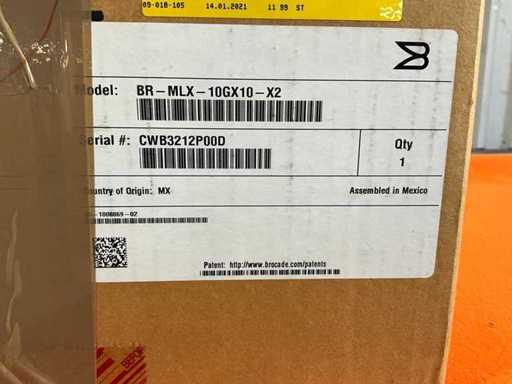 09-018-105 14.01.2021 11 99 ST
Model: BR-MLX-10GX10-X2
Serial #: CWB3212P00D
Qty
1
Country of Origin: MX
Assembled in Mexico
Patent: http://www.brocade.com/patents